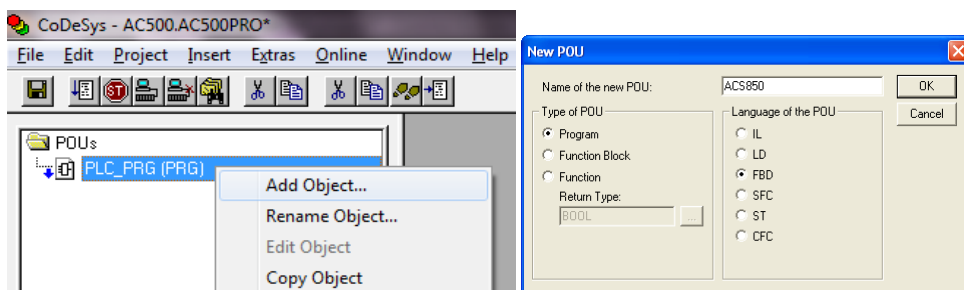 CoDeSys - AC500.AC500PRO*
File Edit Project Insert Extras Online Window Help
POUs
PLC_PRG (PRG)
Add Object...
Rename Object...
Edit Object
Copy Object
New POU
Name of the new POU: ACS850 OK
Type of POU Language of the POU Cancel
Program IL
Function Block LD
Function FBD
Return Type: SFC
BOOL ... ST
CFC